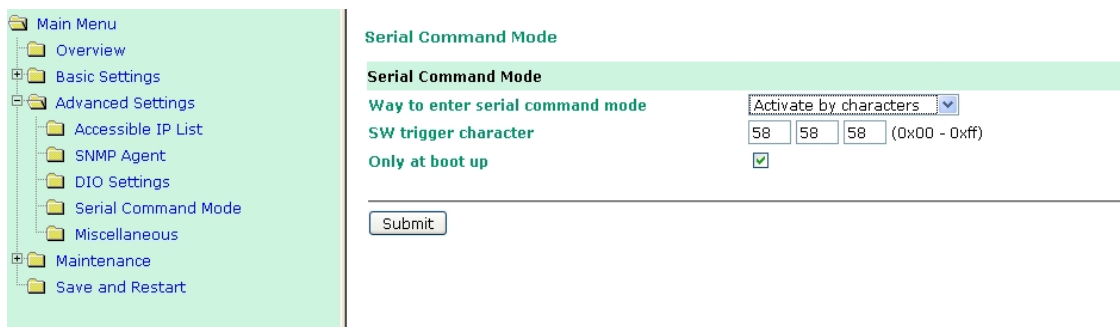 Main Menu
Overview
Basic Settings
Advanced Settings
Accessible IP List
SNMP Agent
DIO Settings
Serial Command Mode
Miscellaneous
Maintenance
Save and Restart
Serial Command Mode
Serial Command Mode
Way to enter serial command mode Activate by characters
SW trigger character 58 58 58 (0x00 - 0xff)
Only at boot up
Submit